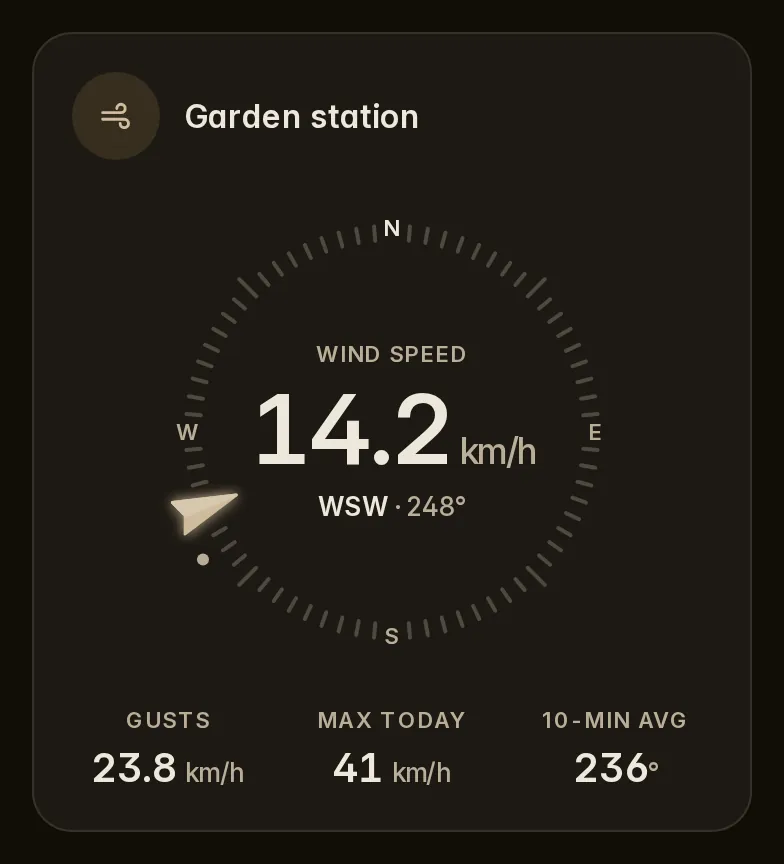 Garden station
N
WIND SPEED
W
14.2 km/h
E
WSW · 248°
S
GUSTS
MAX TODAY
10-MIN AVG
23.8 km/h
41 km/h
236°